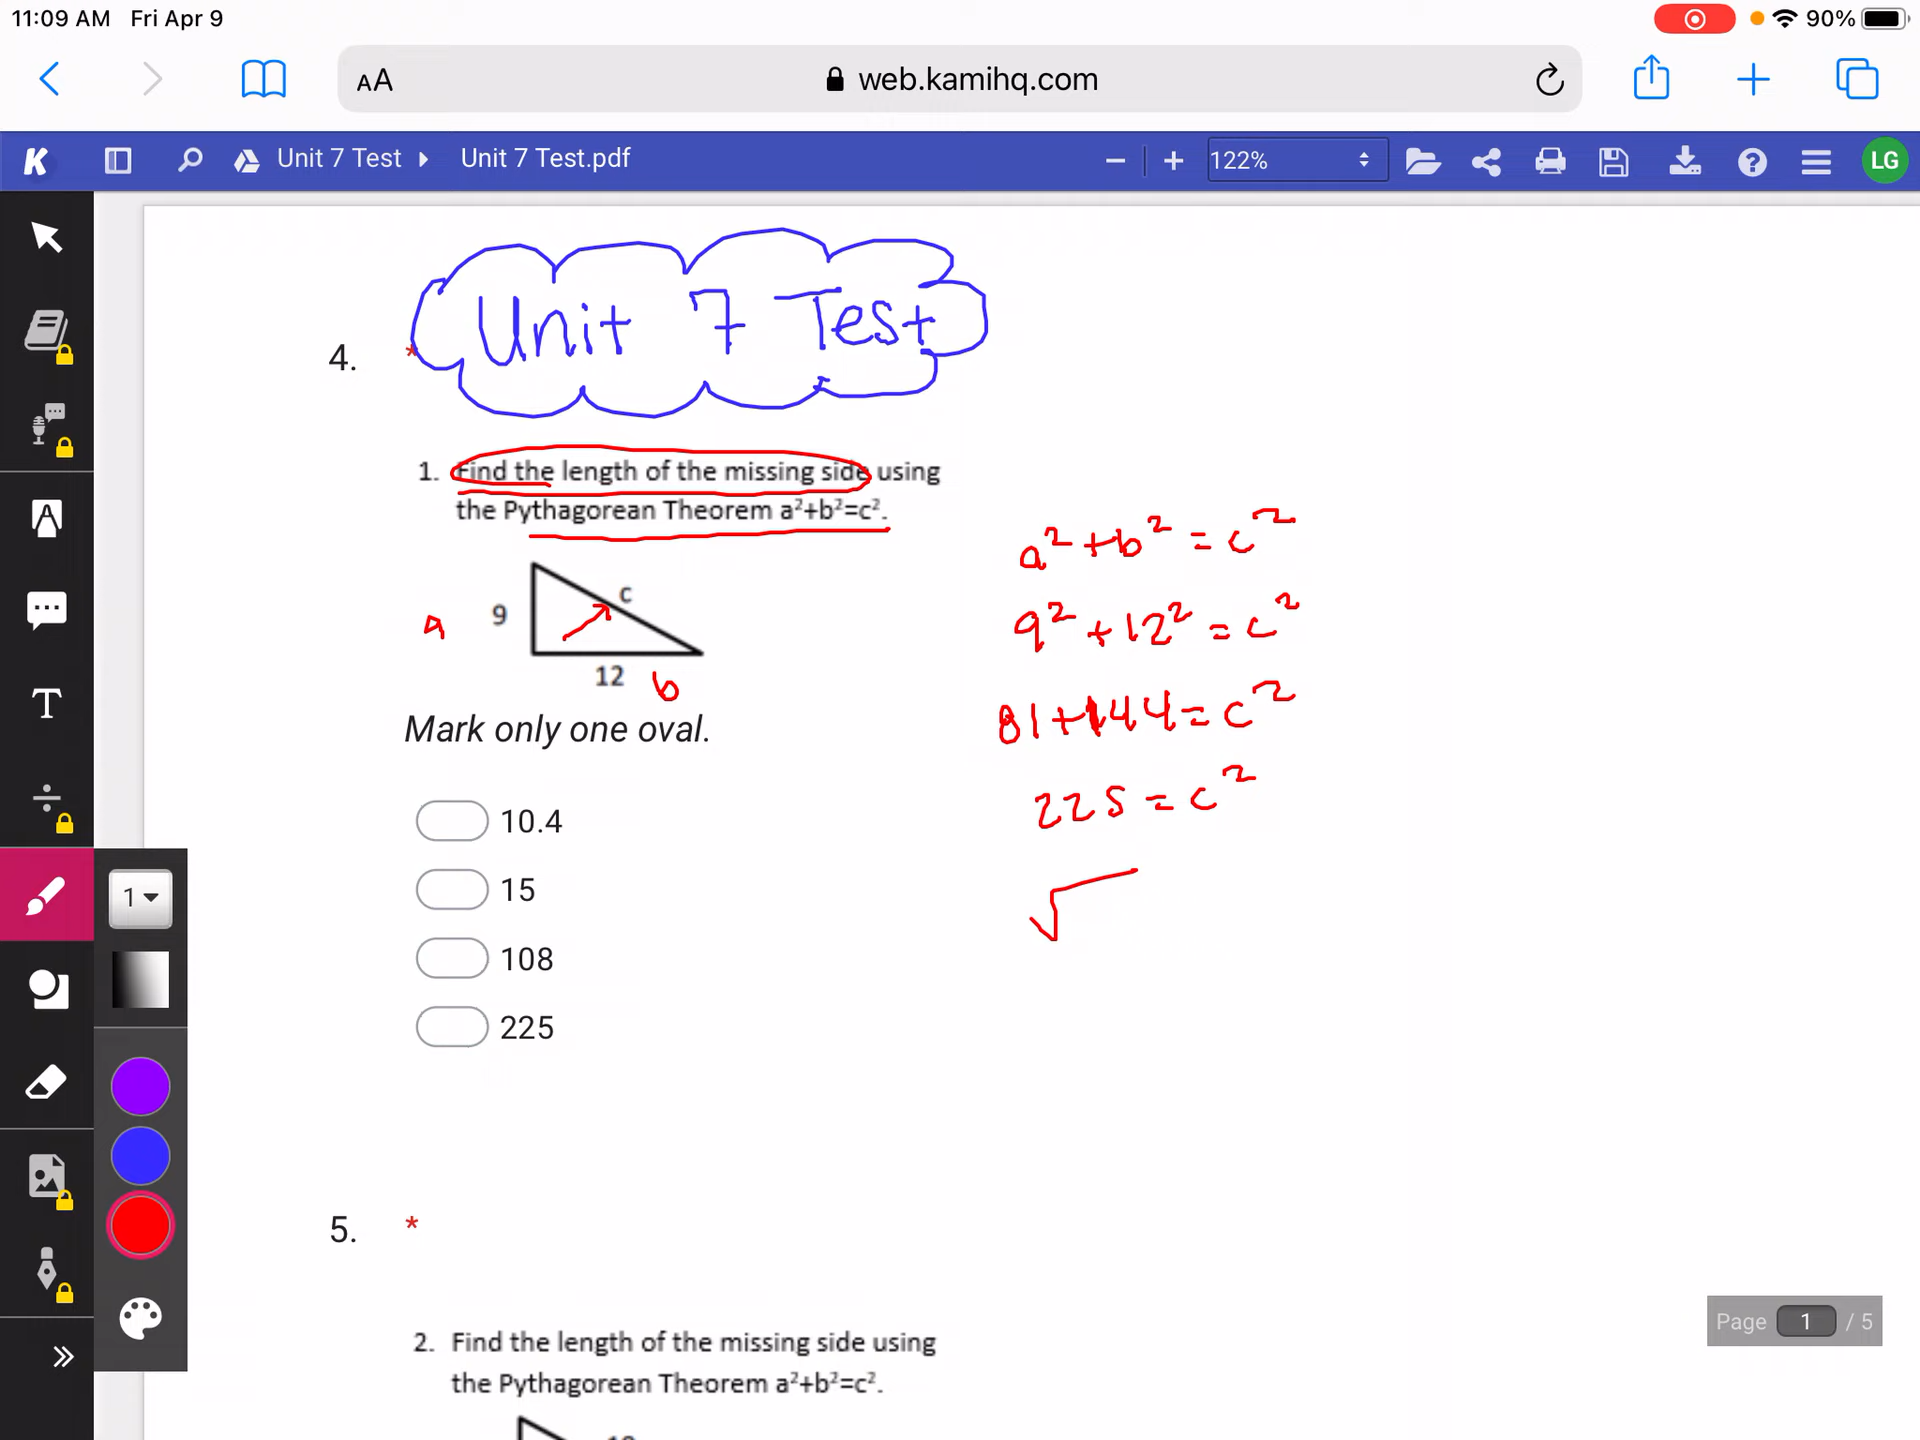 11:09 AM Fri Apr 9
90%
AA
web.kamihq.com
K
Unit 7 Test
Unit 7 Test.pdf
122%
LG
Unit 7 Test
4. *
1. Find the length of the missing side using
the Pythagorean Theorem a²+b²=c².
a 9 c
12 b
Mark only one oval.
10.4
15
108
225
a² + b² = c²
9² + 12² = c²
81 + 144 = c²
225 = c²
√
1
5. *
2. Find the length of the missing side using
the Pythagorean Theorem a²+b²=c².
Page 1 / 5